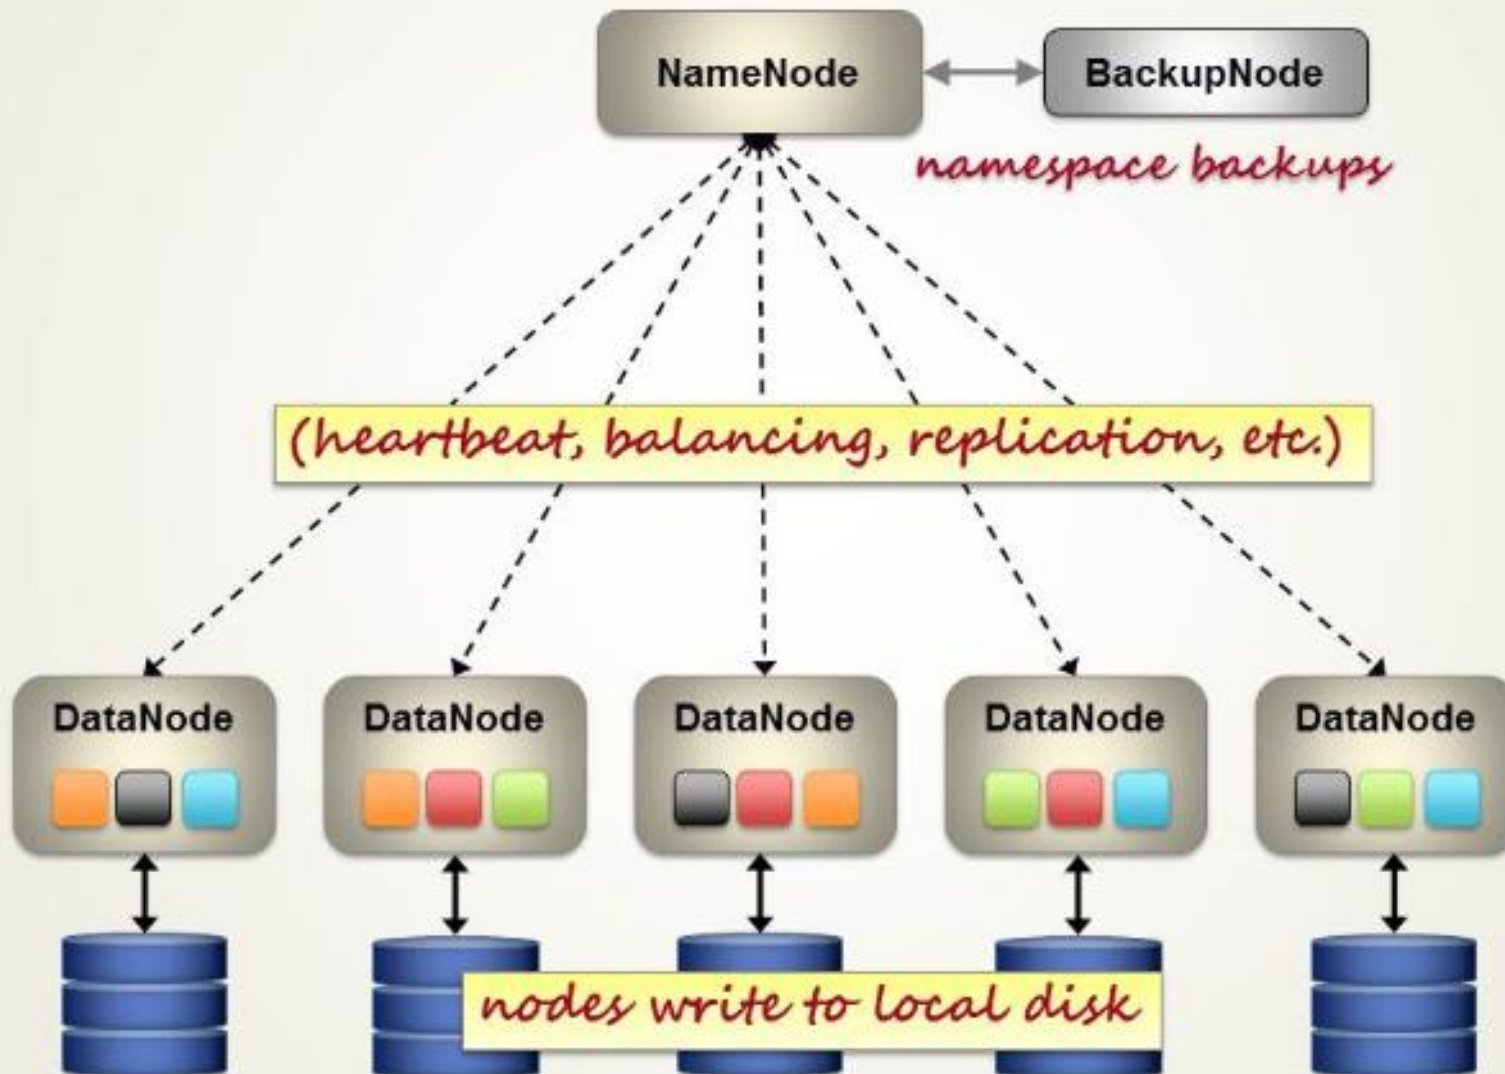 NameNode
BackupNode
namespace backups
(heartbeat, balancing, replication, etc.)
DataNode
DataNode
DataNode
DataNode
DataNode
nodes write to local disk